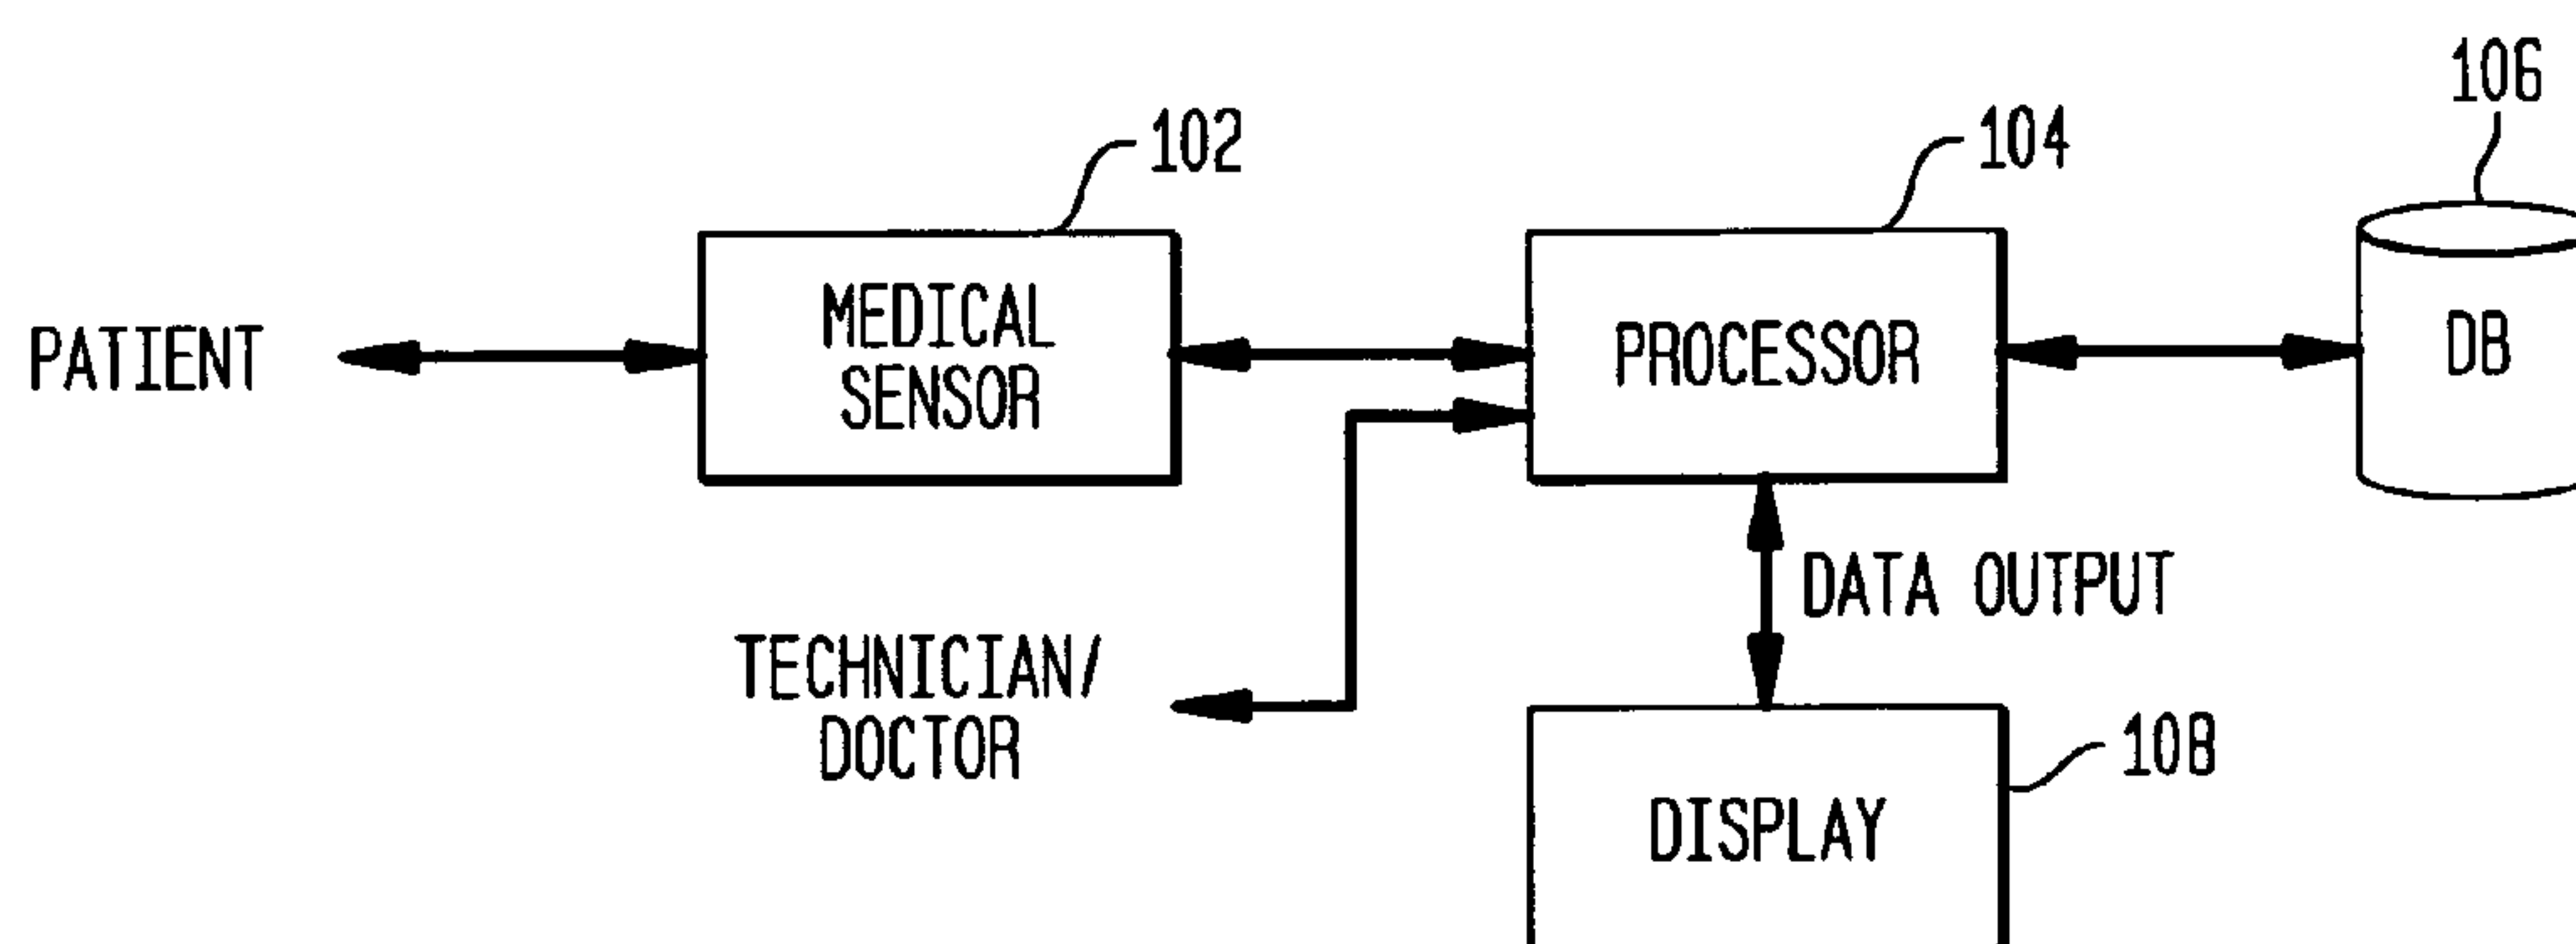 106
102
104
MEDICAL
SENSOR
PATIENT
PROCESSOR
DB
DATA OUTPUT
TECHNICIAN/
DOCTOR
108
DISPLAY